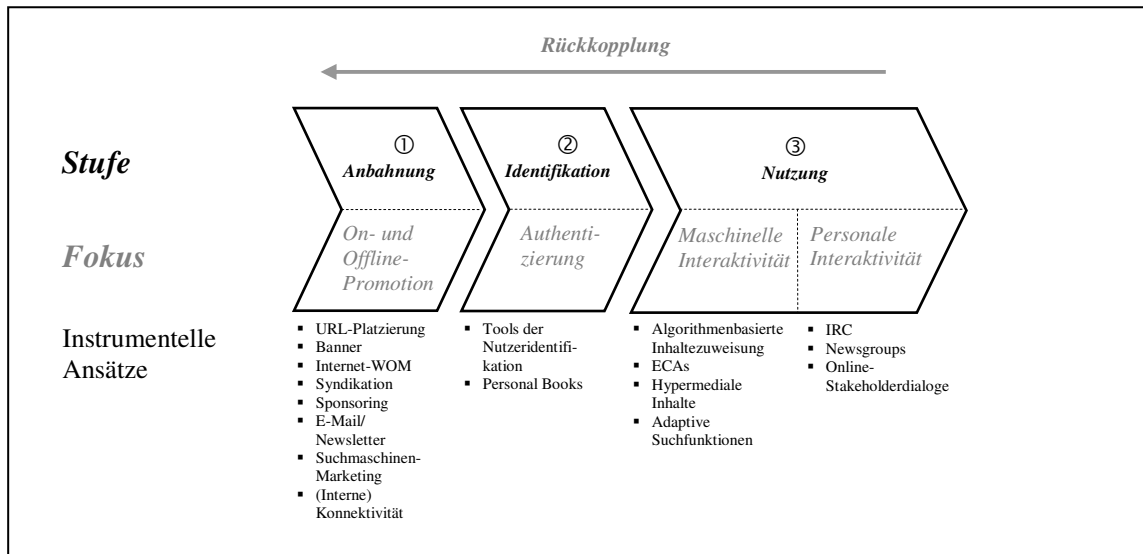 Rückkopplung
Stufe
①
Anbahnung
②
Identifikation
③
Nutzung
Fokus
On- und
Offline-
Promotion
Authenti-
zierung
Maschinelle
Interaktivität
Personale
Interaktivität
Instrumentelle
Ansätze
▪ URL-Platzierung
▪ Banner
▪ Internet-WOM
▪ Syndikation
▪ Sponsoring
▪ E-Mail/
Newsletter
▪ Suchmaschinen-
Marketing
▪ (Interne)
Konnektivität
▪ Tools der
Nutzeridentifi-
kation
▪ Personal Books
▪ Algorithmenbasierte
Inhaltezuweisung
▪ ECAs
▪ Hypermediale
Inhalte
▪ Adaptive
Suchfunktionen
▪ IRC
▪ Newsgroups
▪ Online-
Stakeholderdialoge